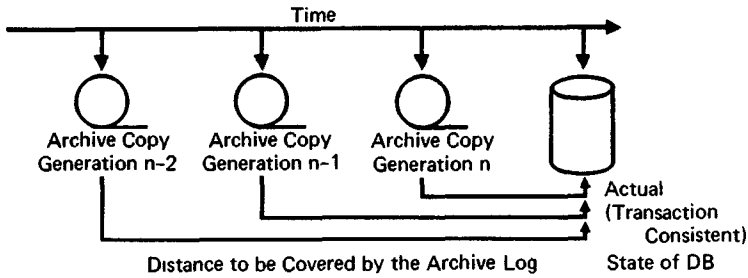 Time
Archive Copy
Generation n-2
Archive Copy
Generation n-1
Archive Copy
Generation n
Actual
(Transaction
Consistent)
State of DB
Distance to be Covered by the Archive Log